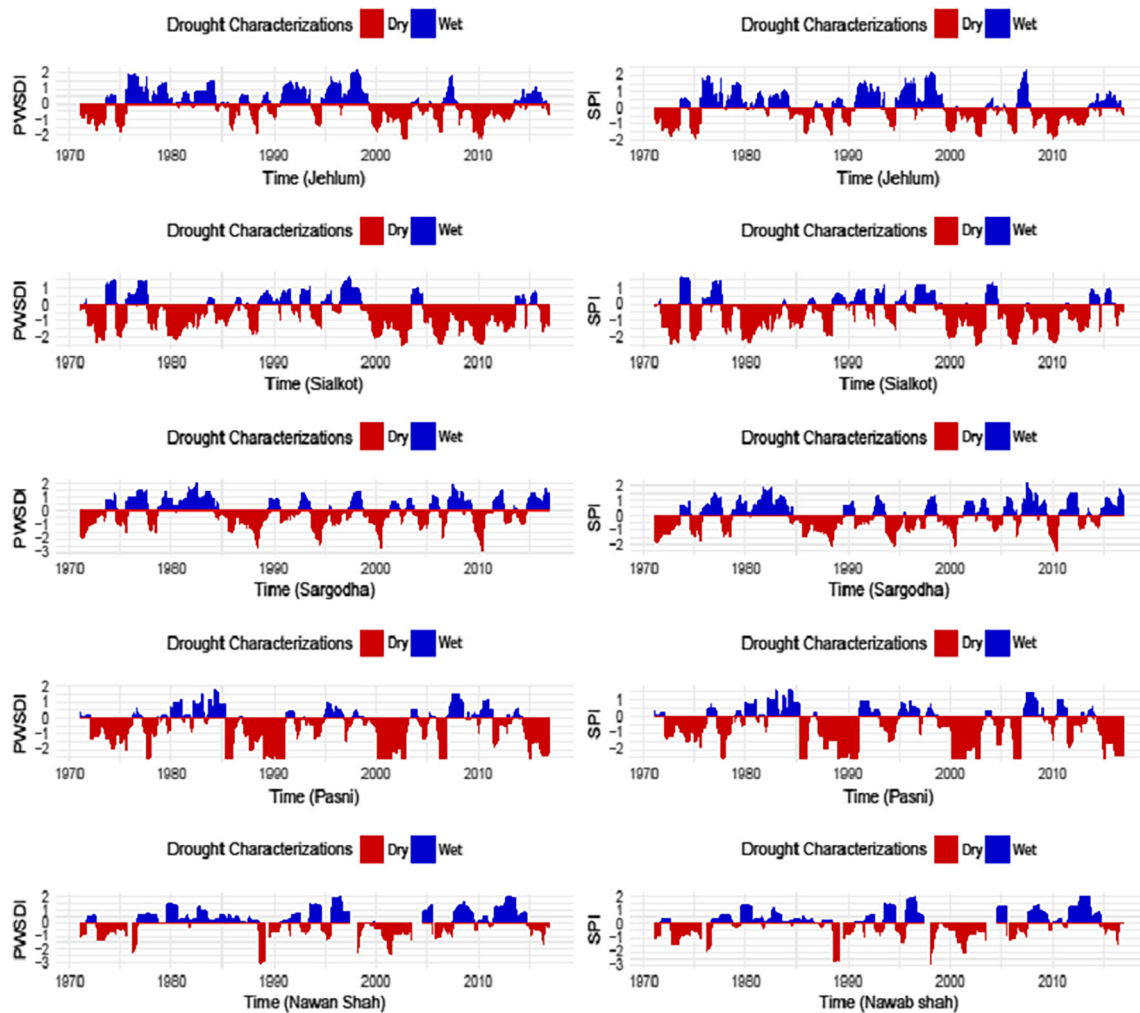 Drought Characterizations Dry Wet
PWSDI
2
1
0
−1
−2
1970 1980 1990 2000 2010
Time (Jehlum)
Drought Characterizations Dry Wet
SPI
2
1
0
−1
−2
1970 1980 1990 2000 2010
Time (Jehlum)
Drought Characterizations Dry Wet
PWSDI
1
0
−1
−2
1970 1980 1990 2000 2010
Time (Sialkot)
Drought Characterizations Dry Wet
SPI
1
0
−1
−2
1970 1980 1990 2000 2010
Time (Sialkot)
Drought Characterizations Dry Wet
PWSDI
2
1
0
−1
−2
−3
1970 1980 1990 2000 2010
Time (Sargodha)
Drought Characterizations Dry Wet
SPI
2
1
0
−1
−2
1970 1980 1990 2000 2010
Time (Sargodha)
Drought Characterizations Dry Wet
PWSDI
2
1
0
−1
−2
1970 1980 1990 2000 2010
Time (Pasni)
Drought Characterizations Dry Wet
SPI
1
0
−1
−2
1970 1980 1990 2000 2010
Time (Pasni)
Drought Characterizations Dry Wet
PWSDI
2
1
0
−1
−2
−3
1970 1980 1990 2000 2010
Time (Nawan Shah)
Drought Characterizations Dry Wet
SPI
2
1
0
−1
−2
−3
1970 1980 1990 2000 2010
Time (Nawab shah)